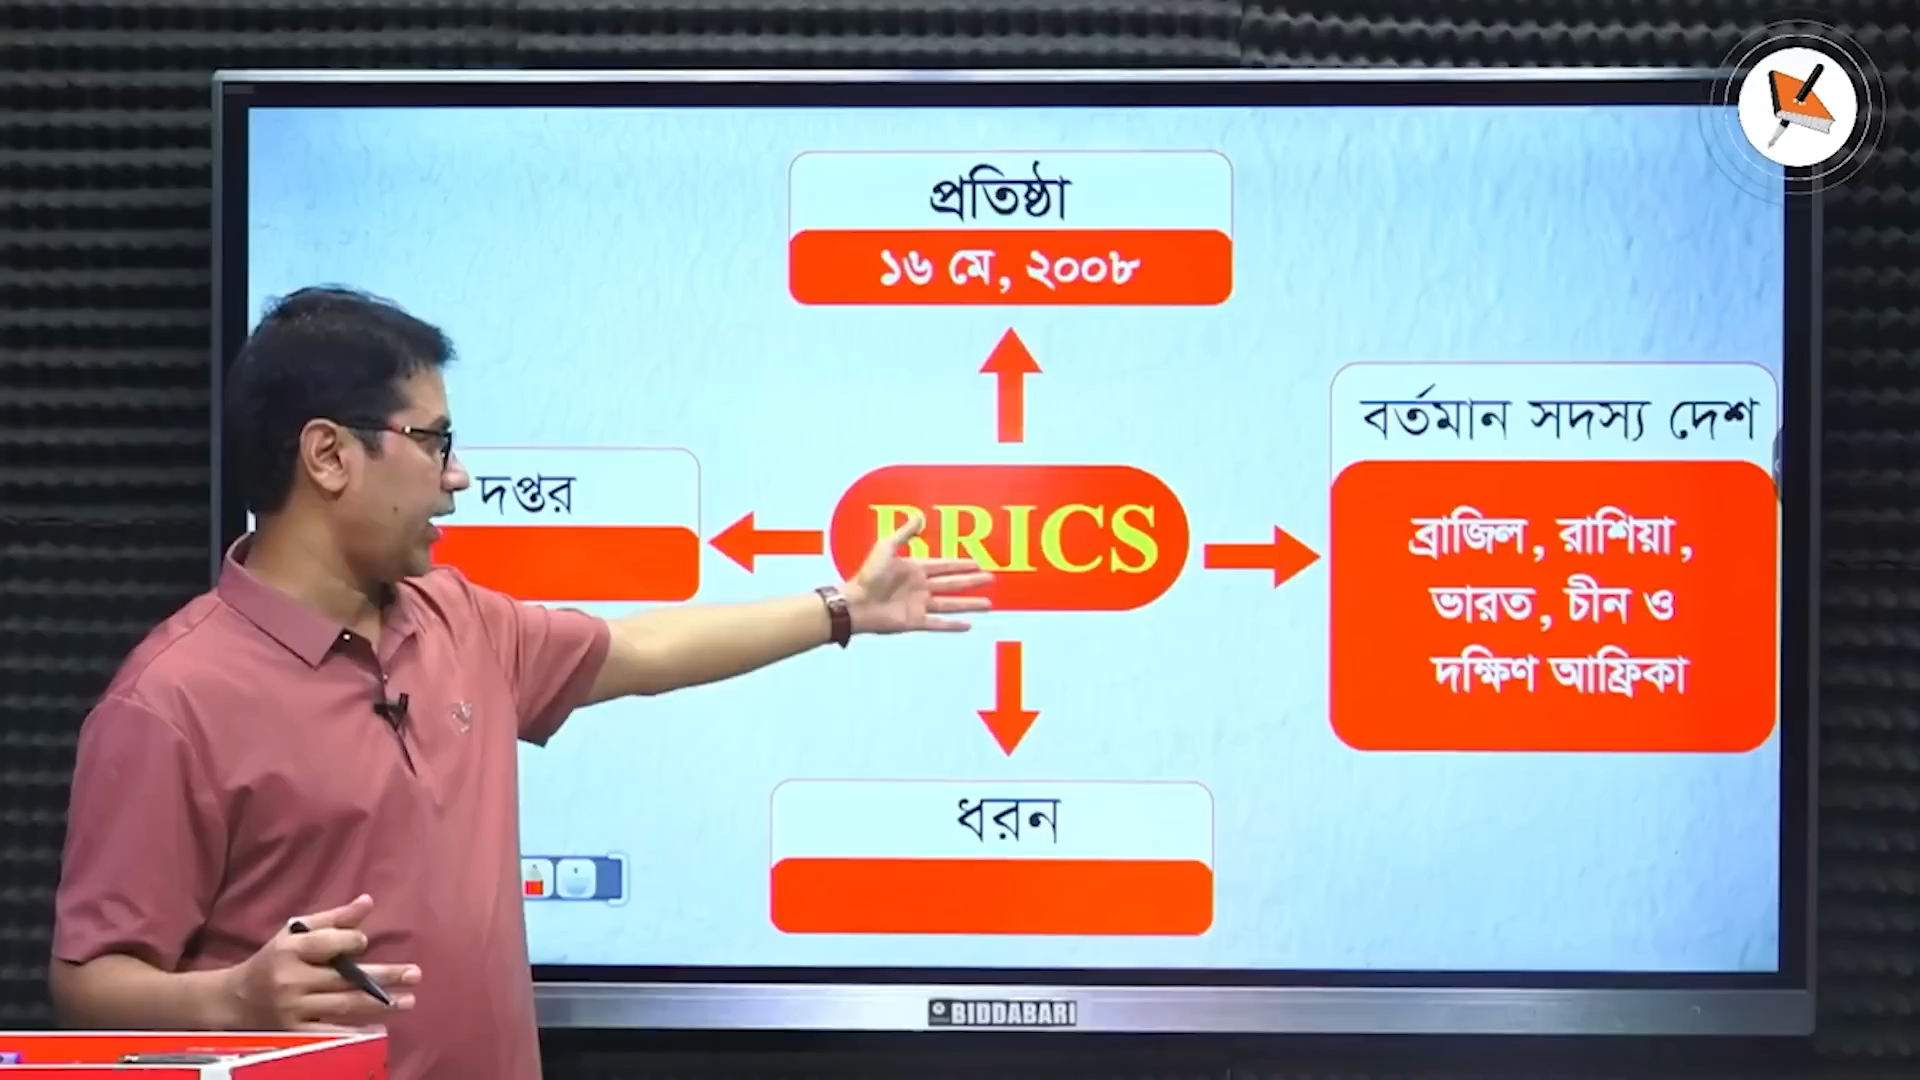 প্রতিষ্ঠা
১৬ মে, ২০০৮
বর্তমান সদস্য দেশ
ব্রাজিল, রাশিয়া,
ভারত, চীন ও
দক্ষিণ আফ্রিকা
দপ্তর
BRICS
ধরন
BIDDABARI